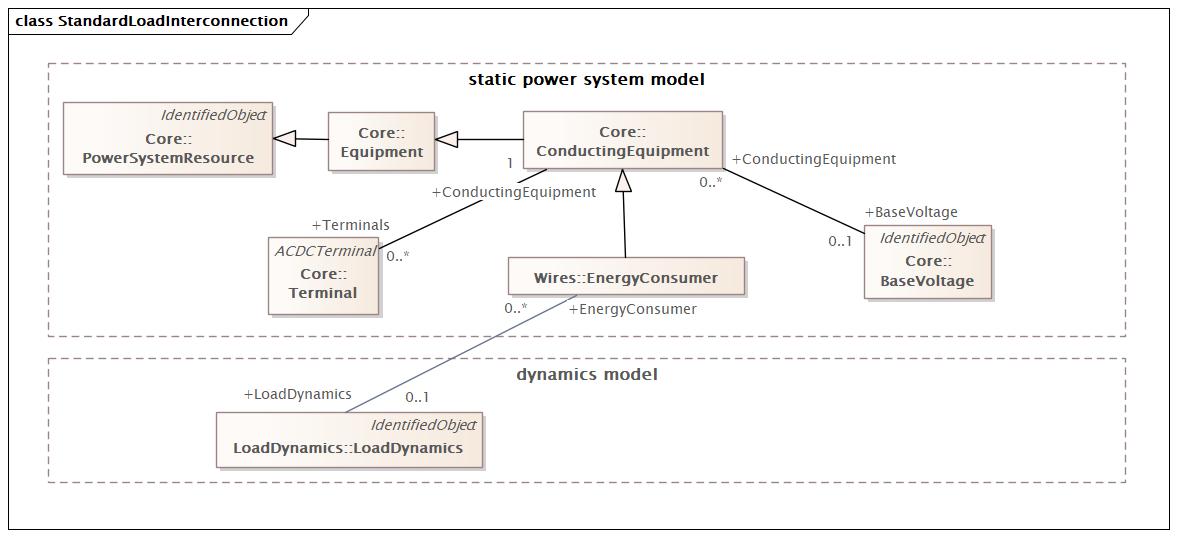 class StandardLoadInterconnection
static power system model
IdentifiedObject
Core::
PowerSystemResource
Core::
Equipment
Core::
ConductingEquipment
1
+ConductingEquipment
0..*
+ConductingEquipment
+Terminals
0..*
+BaseVoltage
0..1
ACDCTerminal
Core::
Terminal
Wires::EnergyConsumer
IdentifiedObject
Core::
BaseVoltage
0..*
+EnergyConsumer
dynamics model
+LoadDynamics
0..1
IdentifiedObject
LoadDynamics::LoadDynamics